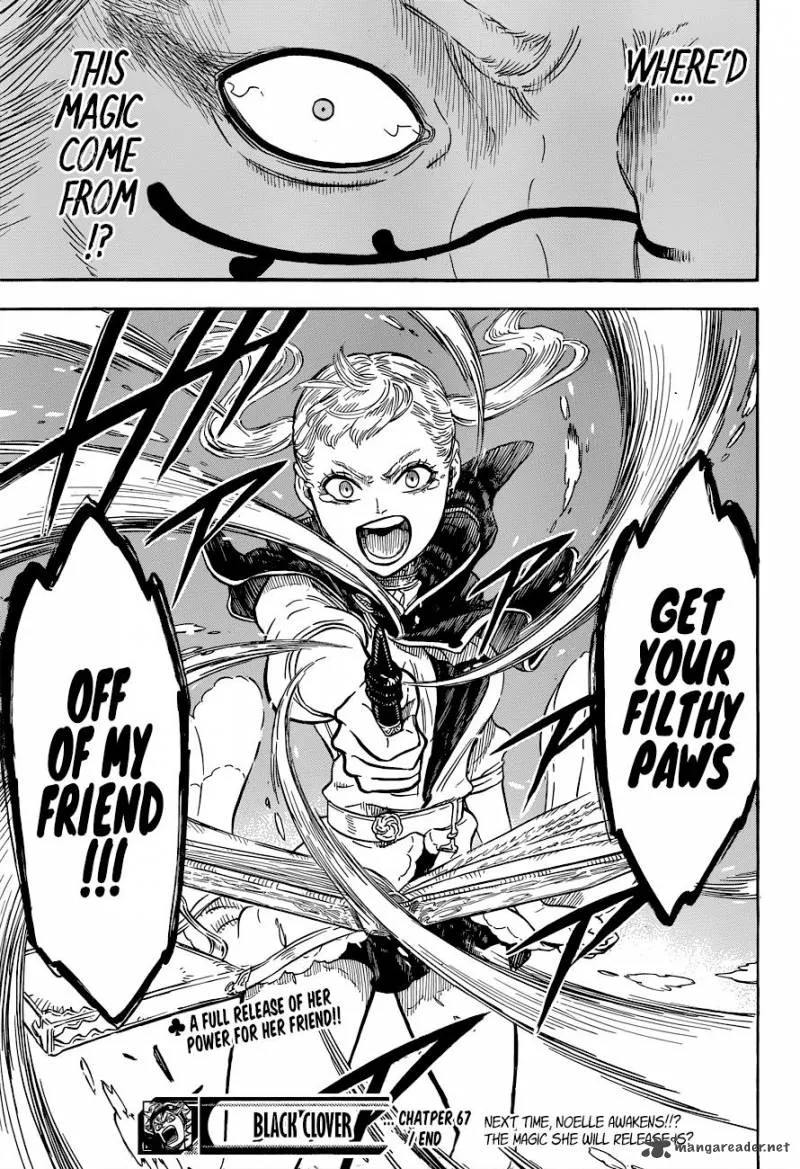 WHERE'D
...
THIS
MAGIC
COME
FROM
!?
GET
YOUR
FILTHY
PAWS
OFF
OF MY
FRIEND
!!!
♣ A FULL RELEASE OF HER
POWER FOR HER FRIEND!!
BLACK CLOVER
... CHATPER 67
/ END
NEXT TIME, NOELLE AWAKENS!!?
THE MAGIC SHE WILL RELEASE IS?
mangareader.net